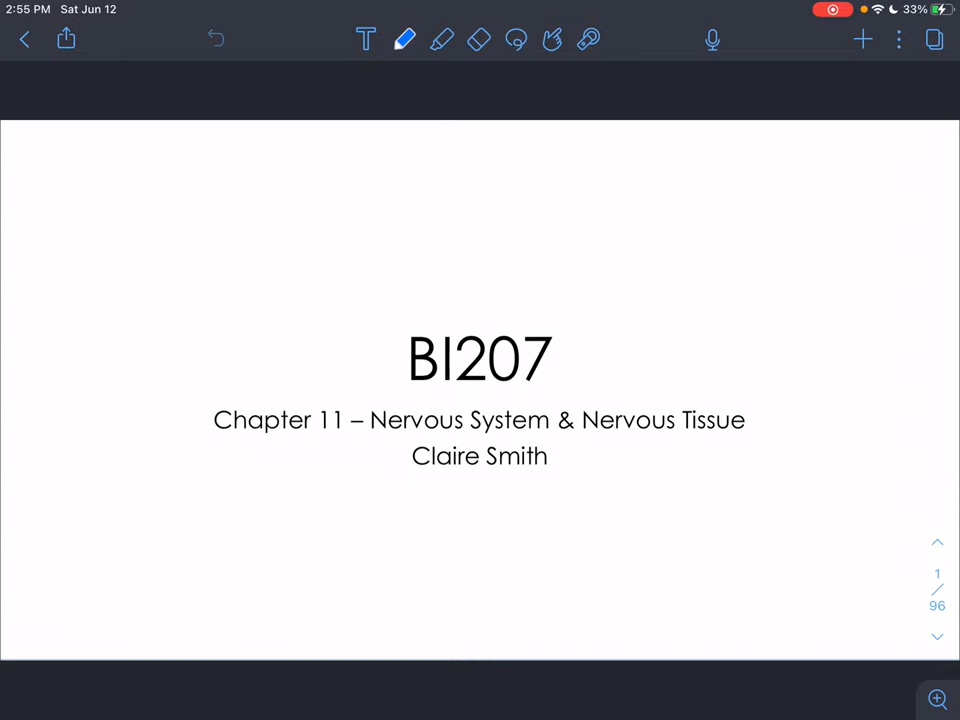 2:55 PM Sat Jun 12
33%
T
BI207
Chapter 11 – Nervous System & Nervous Tissue
Claire Smith
1
/
96